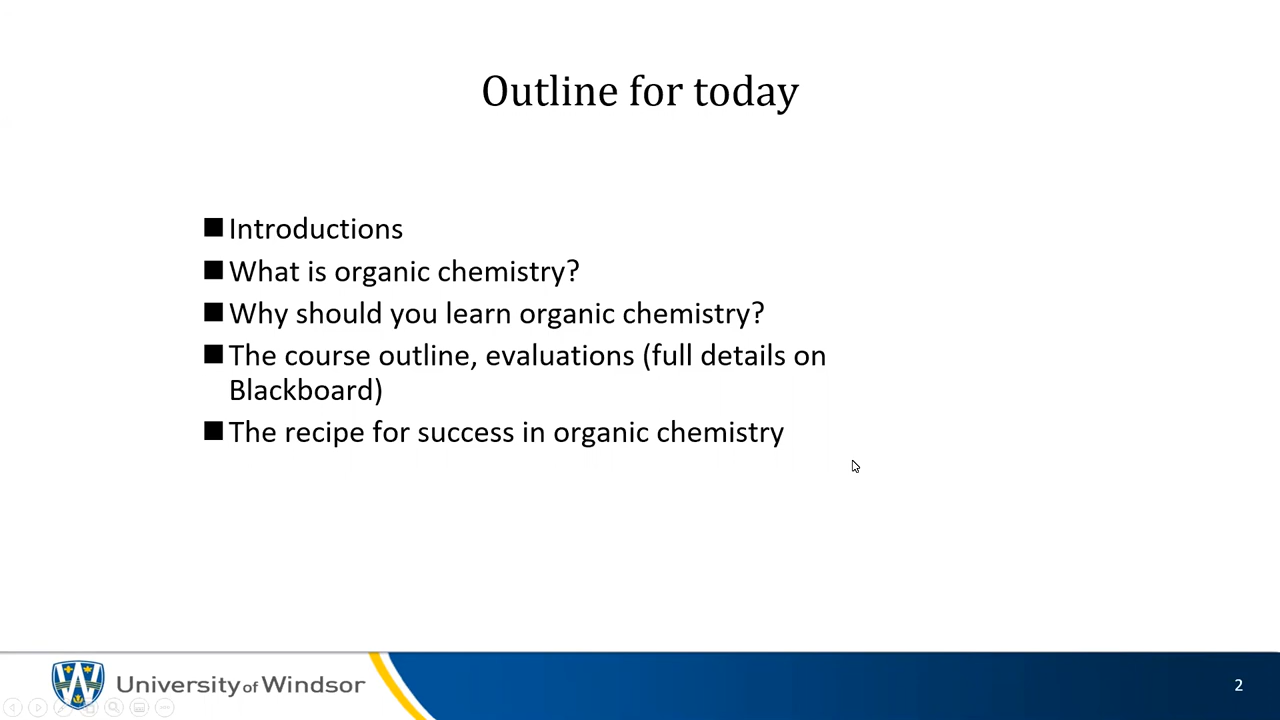 Outline for today
■ Introductions
■ What is organic chemistry?
■ Why should you learn organic chemistry?
■ The course outline, evaluations (full details on
Blackboard)
■ The recipe for success in organic chemistry
University of Windsor
2